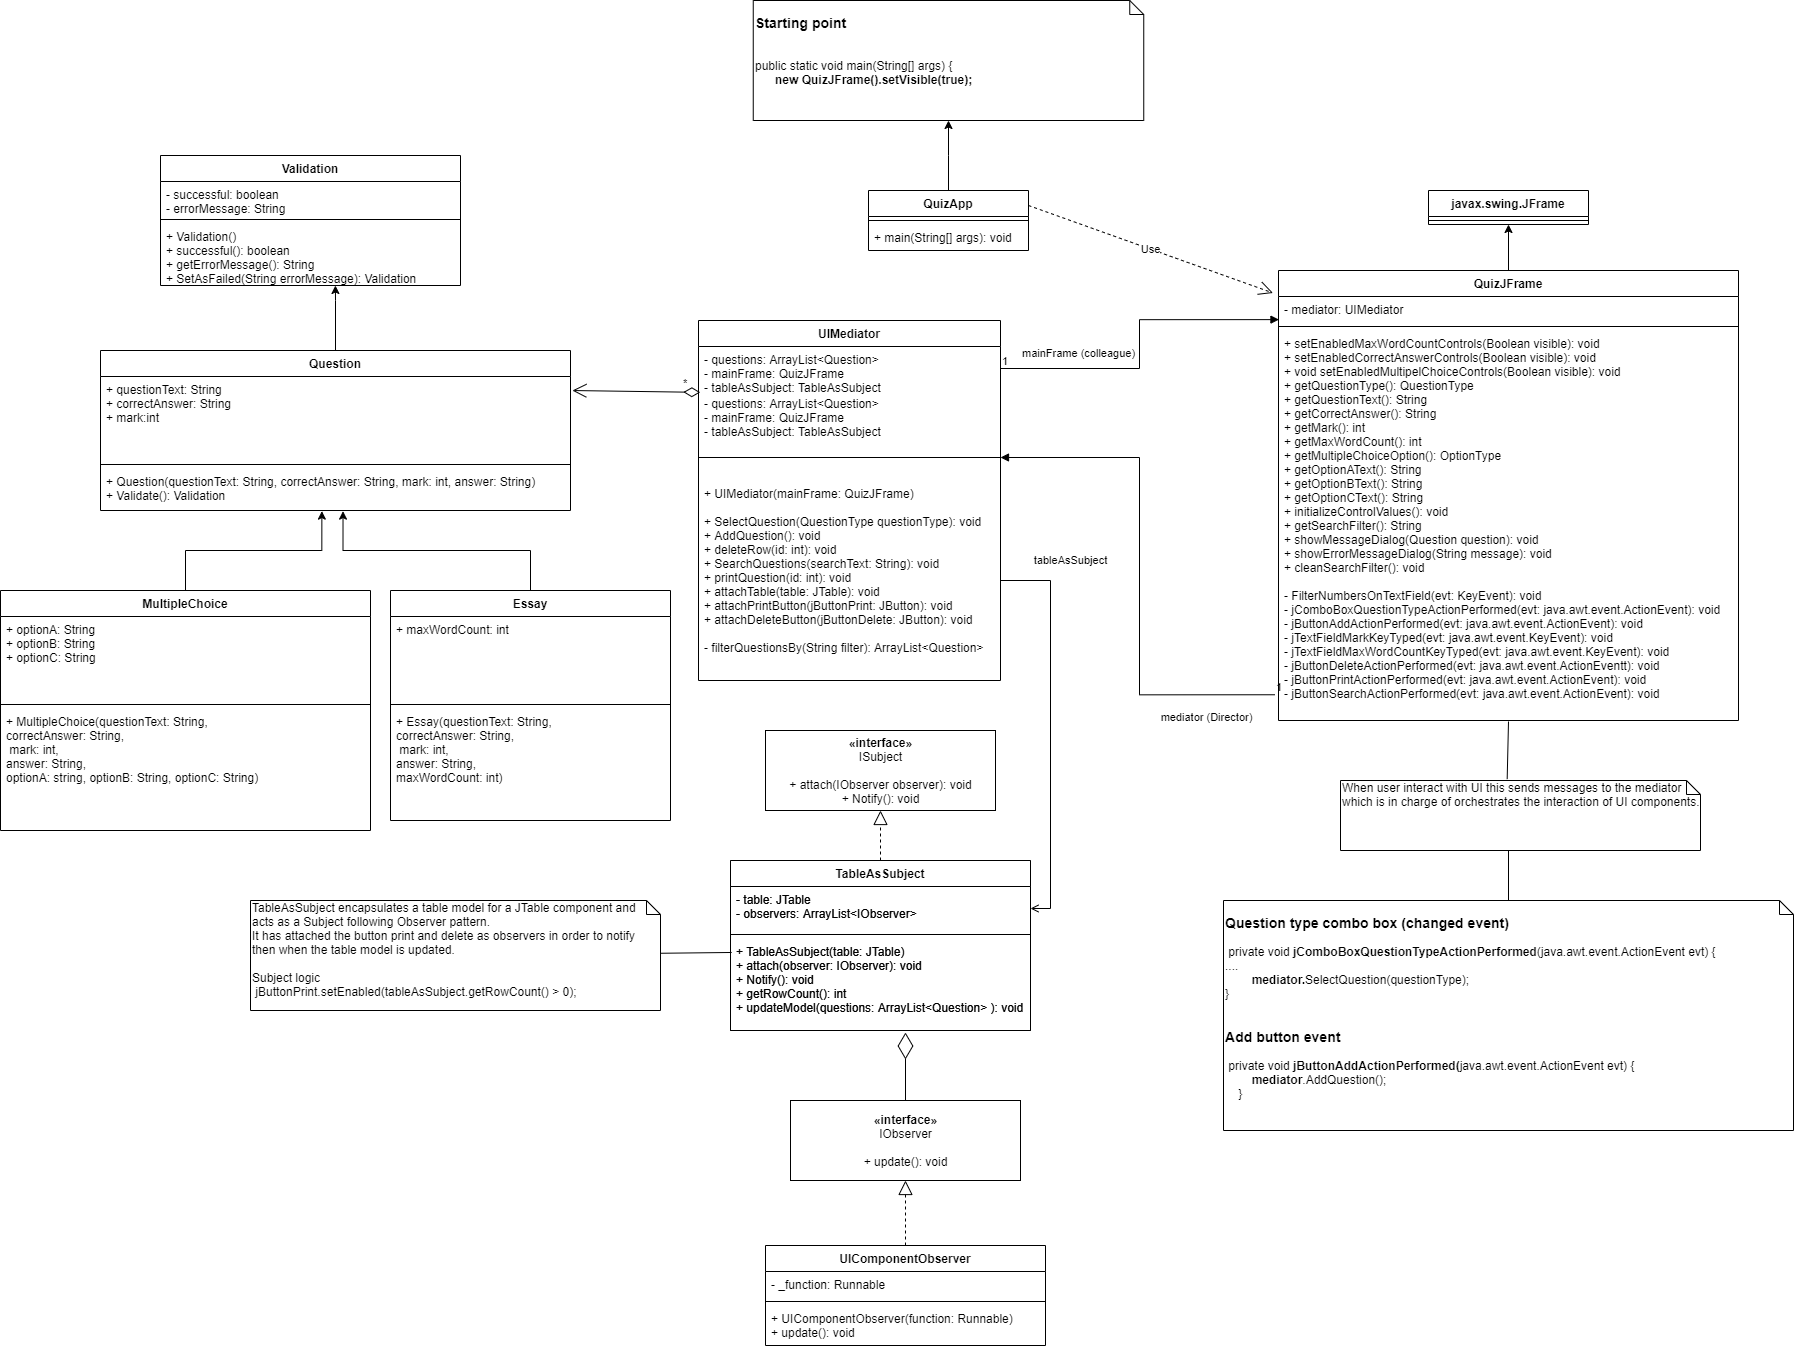 Starting point
public static void main(String[] args) {
new QuizJFrame().setVisible(true);
Validation
- successful: boolean
- errorMessage: String
+ Validation()
+ successful(): boolean
+ getErrorMessage(): String
+ SetAsFailed(String errorMessage): Validation
QuizApp
+ main(String[] args): void
javax.swing.JFrame
Use
QuizJFrame
- mediator: UIMediator
+ setEnabledMaxWordCountControls(Boolean visible): void
+ setEnabledCorrectAnswerControls(Boolean visible): void
+ void setEnabledMultipelChoiceControls(Boolean visible): void
+ getQuestionType(): QuestionType
+ getQuestionText(): String
+ getCorrectAnswer(): String
+ getMark(): int
+ getMaxWordCount(): int
+ getMultipleChoiceOption(): OptionType
+ getOptionAText(): String
+ getOptionBText(): String
+ getOptionCText(): String
+ initializeControlValues(): void
+ getSearchFilter(): String
+ showMessageDialog(Question question): void
+ showErrorMessageDialog(String message): void
+ cleanSearchFilter(): void
- FilterNumbersOnTextField(evt: KeyEvent): void
- jComboBoxQuestionTypeActionPerformed(evt: java.awt.event.ActionEvent): void
- jButtonAddActionPerformed(evt: java.awt.event.ActionEvent): void
- jTextFieldMarkKeyTyped(evt: java.awt.event.KeyEvent): void
- jTextFieldMaxWordCountKeyTyped(evt: java.awt.event.KeyEvent): void
- jButtonDeleteActionPerformed(evt: java.awt.event.ActionEventt): void
- jButtonPrintActionPerformed(evt: java.awt.event.ActionEvent): void
- jButtonSearchActionPerformed(evt: java.awt.event.ActionEvent): void
UIMediator
- questions: ArrayList<Question>
- mainFrame: QuizJFrame
- tableAsSubject: TableAsSubject
- questions: ArrayList<Question>
- mainFrame: QuizJFrame
- tableAsSubject: TableAsSubject
+ UIMediator(mainFrame: QuizJFrame)
+ SelectQuestion(QuestionType questionType): void
+ AddQuestion(): void
+ deleteRow(id: int): void
+ SearchQuestions(searchText: String): void
+ printQuestion(id: int): void
+ attachTable(table: JTable): void
+ attachPrintButton(jButtonPrint: JButton): void
+ attachDeleteButton(jButtonDelete: JButton): void
- filterQuestionsBy(String filter): ArrayList<Question>
1
mainFrame (colleague)
*
tableAsSubject
1
mediator (Director)
Question
+ questionText: String
+ correctAnswer: String
+ mark:int
+ Question(questionText: String, correctAnswer: String, mark: int, answer: String)
+ Validate(): Validation
MultipleChoice
+ optionA: String
+ optionB: String
+ optionC: String
+ MultipleChoice(questionText: String,
correctAnswer: String,
mark: int,
answer: String,
optionA: string, optionB: String, optionC: String)
Essay
+ maxWordCount: int
+ Essay(questionText: String,
correctAnswer: String,
mark: int,
answer: String,
maxWordCount: int)
«interface»
ISubject
+ attach(IObserver observer): void
+ Notify(): void
When user interact with UI this sends messages to the mediator
which is in charge of orchestrates the interaction of UI components.
TableAsSubject
- table: JTable
- observers: ArrayList<IObserver>
+ TableAsSubject(table: JTable)
+ attach(observer: IObserver): void
+ Notify(): void
+ getRowCount(): int
+ updateModel(questions: ArrayList<Question> ): void
TableAsSubject encapsulates a table model for a JTable component and
acts as a Subject following Observer pattern.
It has attached the button print and delete as observers in order to notify
then when the table model is updated.
Subject logic
jButtonPrint.setEnabled(tableAsSubject.getRowCount() > 0);
Question type combo box (changed event)
private void jComboBoxQuestionTypeActionPerformed(java.awt.event.ActionEvent evt) {
....
mediator.SelectQuestion(questionType);
}
Add button event
private void jButtonAddActionPerformed(java.awt.event.ActionEvent evt) {
mediator.AddQuestion();
}
«interface»
IObserver
+ update(): void
UIComponentObserver
- _function: Runnable
+ UIComponentObserver(function: Runnable)
+ update(): void